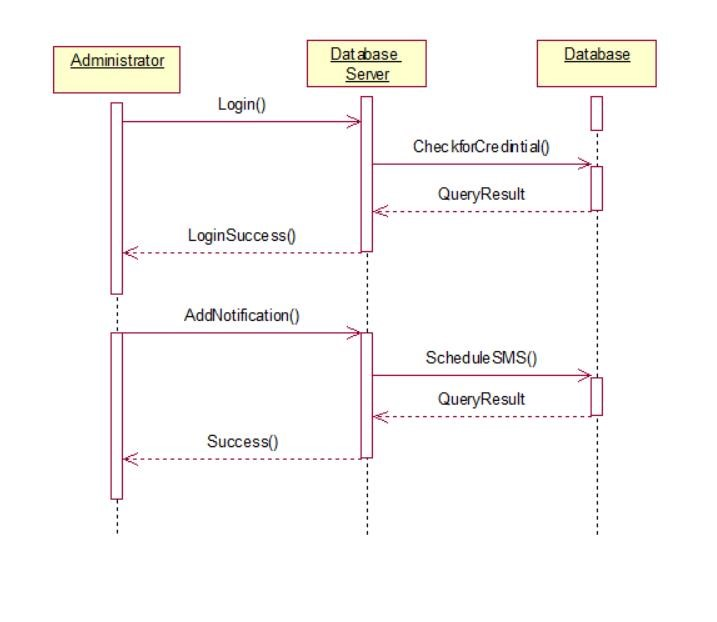 Administrator
Database
Server
Database
Login()
CheckforCredintial()
QueryResult
LoginSuccess()
AddNotification()
ScheduleSMS()
QueryResult
Success()